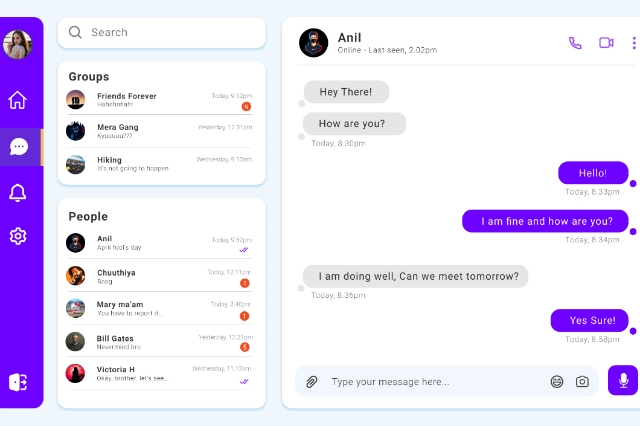 Search
Groups
Friends Forever
Today, 9.52pm
Hahahahah!
4
Mera Gang
Yesterday, 12.31pm
Kyuuuuu???
Hiking
Wednesday, 9.12am
It's not going to happen
People
Anil
Today, 9.52pm
April fool's day
Chuuthiya
Today, 12.11pm
Baag
1
Mary ma'am
Today, 2.40pm
You have to report it...
1
Bill Gates
Yesterday, 12.31pm
Nevermind bro
5
Victoria H
Wednesday, 11.12am
Okay, brother. let's see...
Anil
Online - Last seen, 2.02pm
Hey There!
How are you?
Today, 8.30pm
Hello!
Today, 8.33pm
I am fine and how are you?
Today, 8.34pm
I am doing well, Can we meet tomorrow?
Today, 8.36pm
Yes Sure!
Today, 9.58pm
Type your message here...